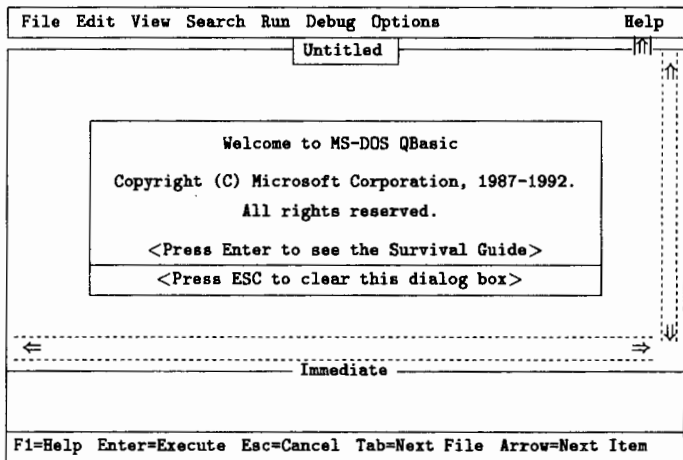 File Edit View Search Run Debug Options Help
Untitled
Welcome to MS-DOS QBasic
Copyright (C) Microsoft Corporation, 1987-1992.
All rights reserved.
<Press Enter to see the Survival Guide>
<Press ESC to clear this dialog box>
Immediate
F1=Help Enter=Execute Esc=Cancel Tab=Next File Arrow=Next Item